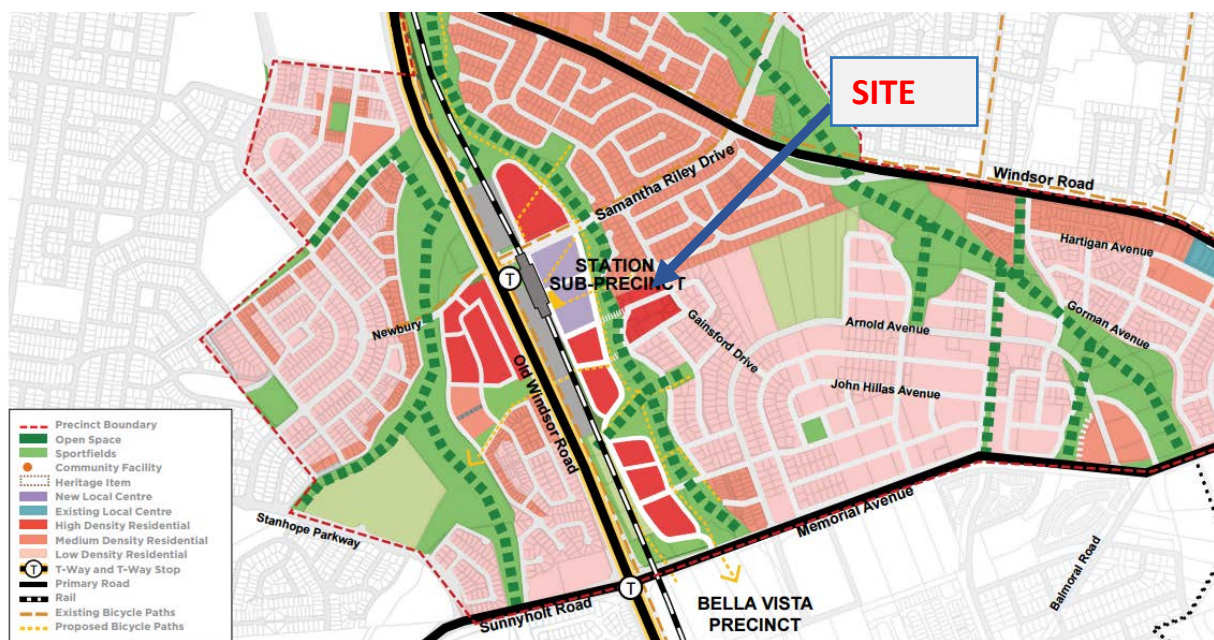 SITE
Windsor Road
Samantha Riley Drive
Hartigan Avenue
STATION
SUB-PRECINCT
T
Newbury
Gainsford Drive
Arnold Avenue
Gorman Avenue
Old Windsor Road
John Hillas Avenue
Precinct Boundary
Open Space
Sportfields
Community Facility
Heritage Item
New Local Centre
Existing Local Centre
High Density Residential
Medium Density Residential
Low Density Residential
T T-Way and T-Way Stop
Primary Road
Rail
Existing Bicycle Paths
Proposed Bicycle Paths
Stanhope Parkway
Memorial Avenue
Balmoral Road
T
Sunnyholt Road
BELLA VISTA
PRECINCT